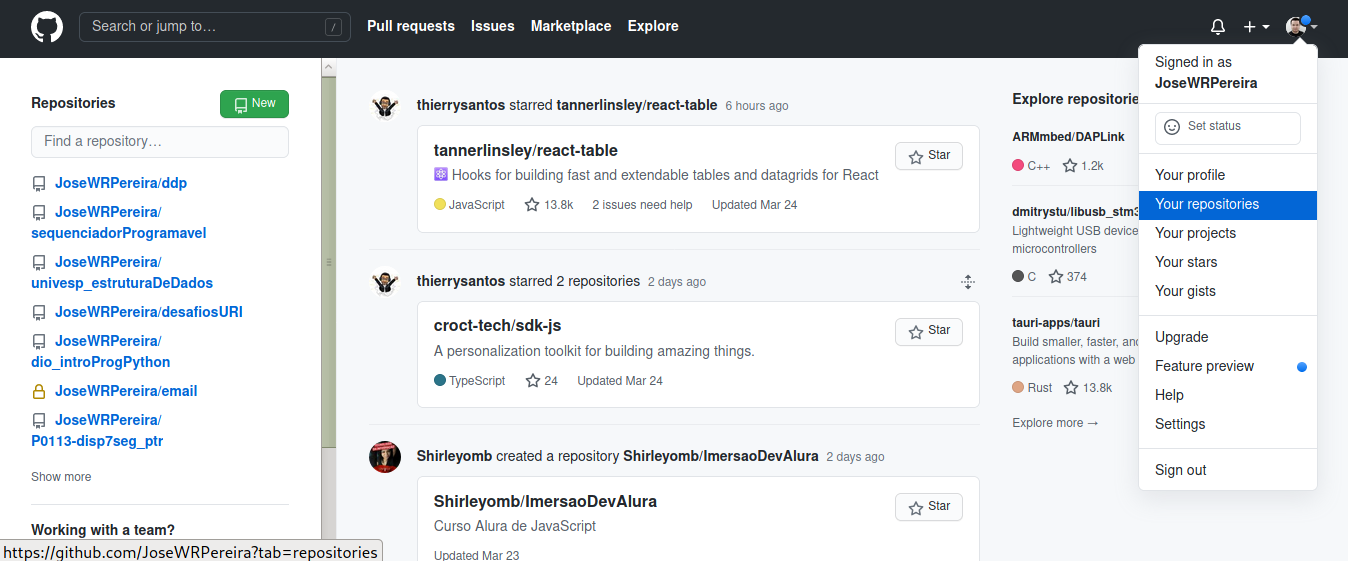 Search or jump to…
/
Pull requests
Issues
Marketplace
Explore
Repositories
New
Find a repository…
JoseWRPereira/ddp
JoseWRPereira/
sequenciadorProgramavel
JoseWRPereira/
univesp_estruturaDeDados
JoseWRPereira/desafiosURI
JoseWRPereira/
dio_introProgPython
JoseWRPereira/email
JoseWRPereira/
P0113-disp7seg_ptr
Show more
Working with a team?
https://github.com/JoseWRPereira?tab=repositories
thierrysantos starred tannerlinsley/react-table 6 hours ago
tannerlinsley/react-table
Star
Hooks for building fast and extendable tables and datagrids for React
JavaScript 13.8k 2 issues need help Updated Mar 24
thierrysantos starred 2 repositories 2 days ago
croct-tech/sdk-js
Star
A personalization toolkit for building amazing things.
TypeScript 24 Updated Mar 24
Shirleyomb created a repository Shirleyomb/ImersaoDevAlura 2 days ago
Shirleyomb/ImersaoDevAlura
Star
Curso Alura de JavaScript
Updated Mar 23
Explore repositorie
ARMmbed/DAPLink
C++ 1.2k
dmitrystu/libusb_stm3
Lightweight USB device
microcontrollers
C 374
tauri-apps/tauri
Build smaller, faster, and
applications with a web
Rust 13.8k
Explore more →
Signed in as
JoseWRPereira
Set status
Your profile
Your repositories
Your projects
Your stars
Your gists
Upgrade
Feature preview
Help
Settings
Sign out